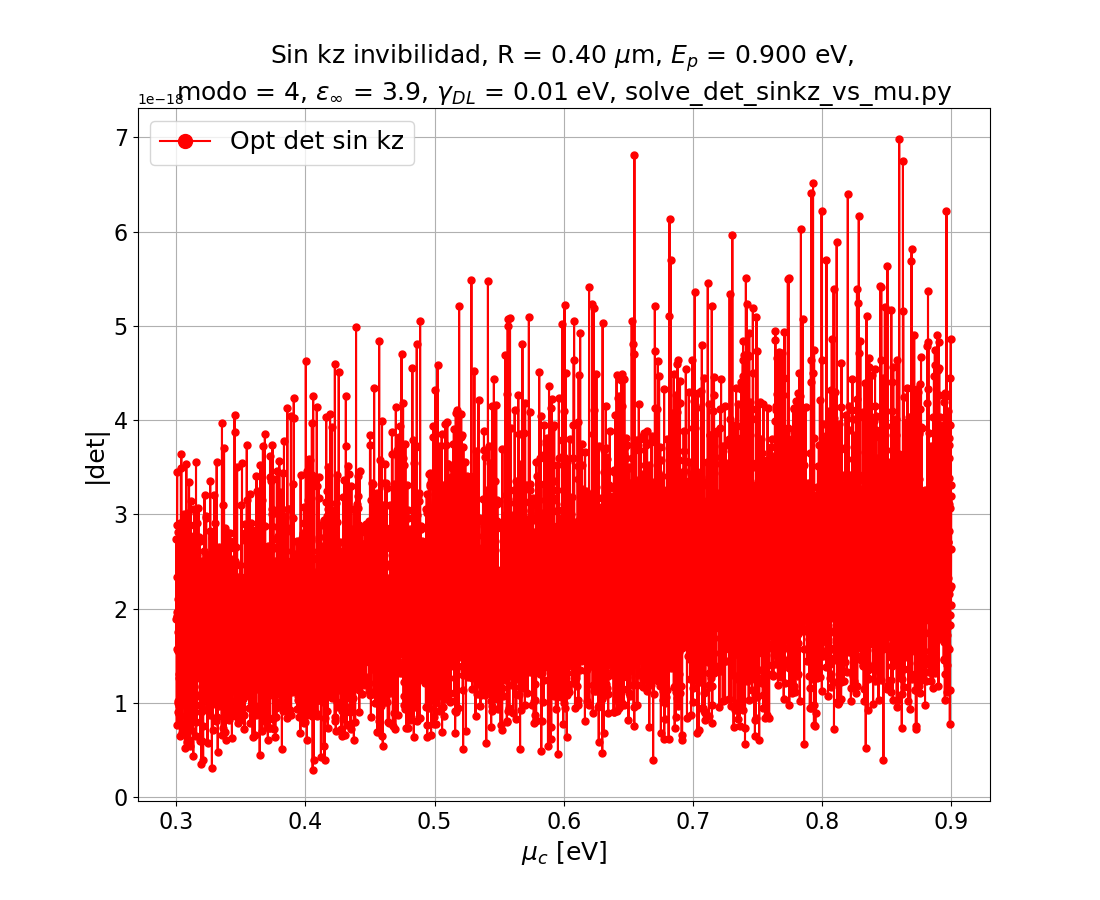 Sin kz invibilidad, R = 0.40 μm, E_p = 0.900 eV,
modo = 4, ε_∞ = 3.9, γ_DL = 0.01 eV, solve_det_sinkz_vs_mu.py
1e−18
Opt det sin kz
7
6
5
4
3
2
1
0
|det|
0.3 0.4 0.5 0.6 0.7 0.8 0.9
μ_c [eV]